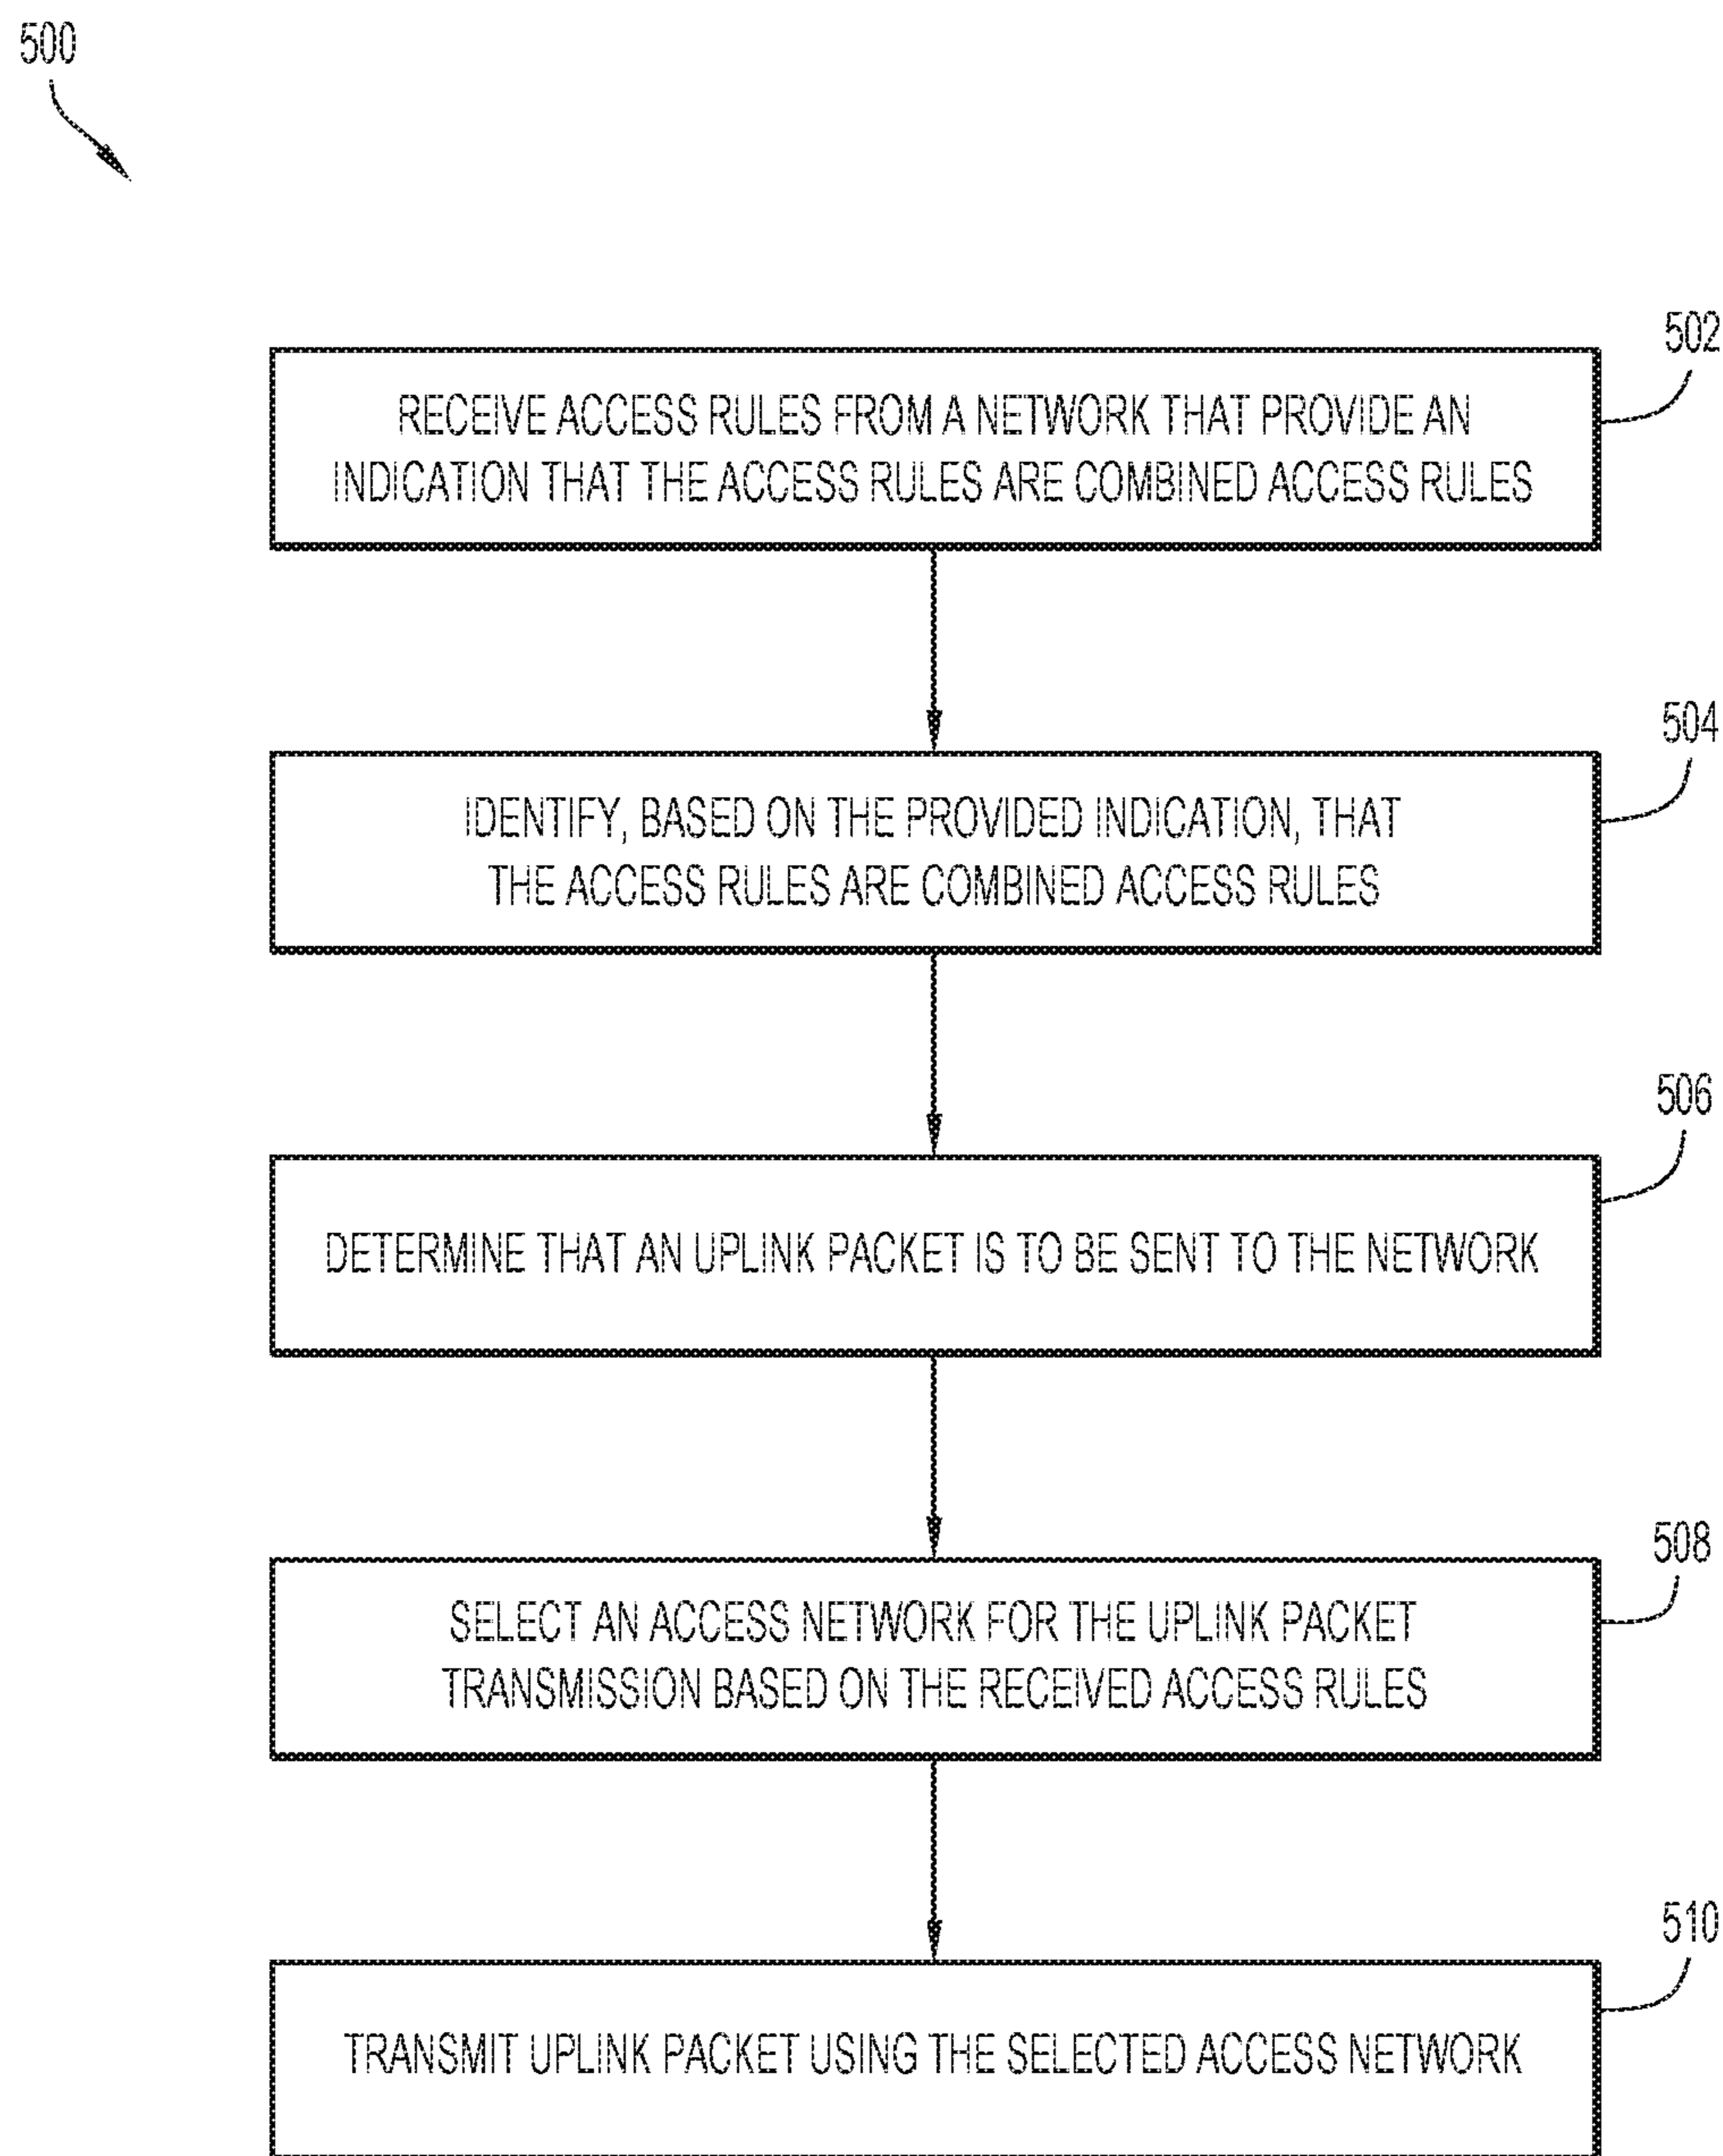 500
502
RECEIVE ACCESS RULES FROM A NETWORK THAT PROVIDE AN
INDICATION THAT THE ACCESS RULES ARE COMBINED ACCESS RULES
504
IDENTIFY, BASED ON THE PROVIDED INDICATION, THAT
THE ACCESS RULES ARE COMBINED ACCESS RULES
506
DETERMINE THAT AN UPLINK PACKET IS TO BE SENT TO THE NETWORK
508
SELECT AN ACCESS NETWORK FOR THE UPLINK PACKET
TRANSMISSION BASED ON THE RECEIVED ACCESS RULES
510
TRANSMIT UPLINK PACKET USING THE SELECTED ACCESS NETWORK